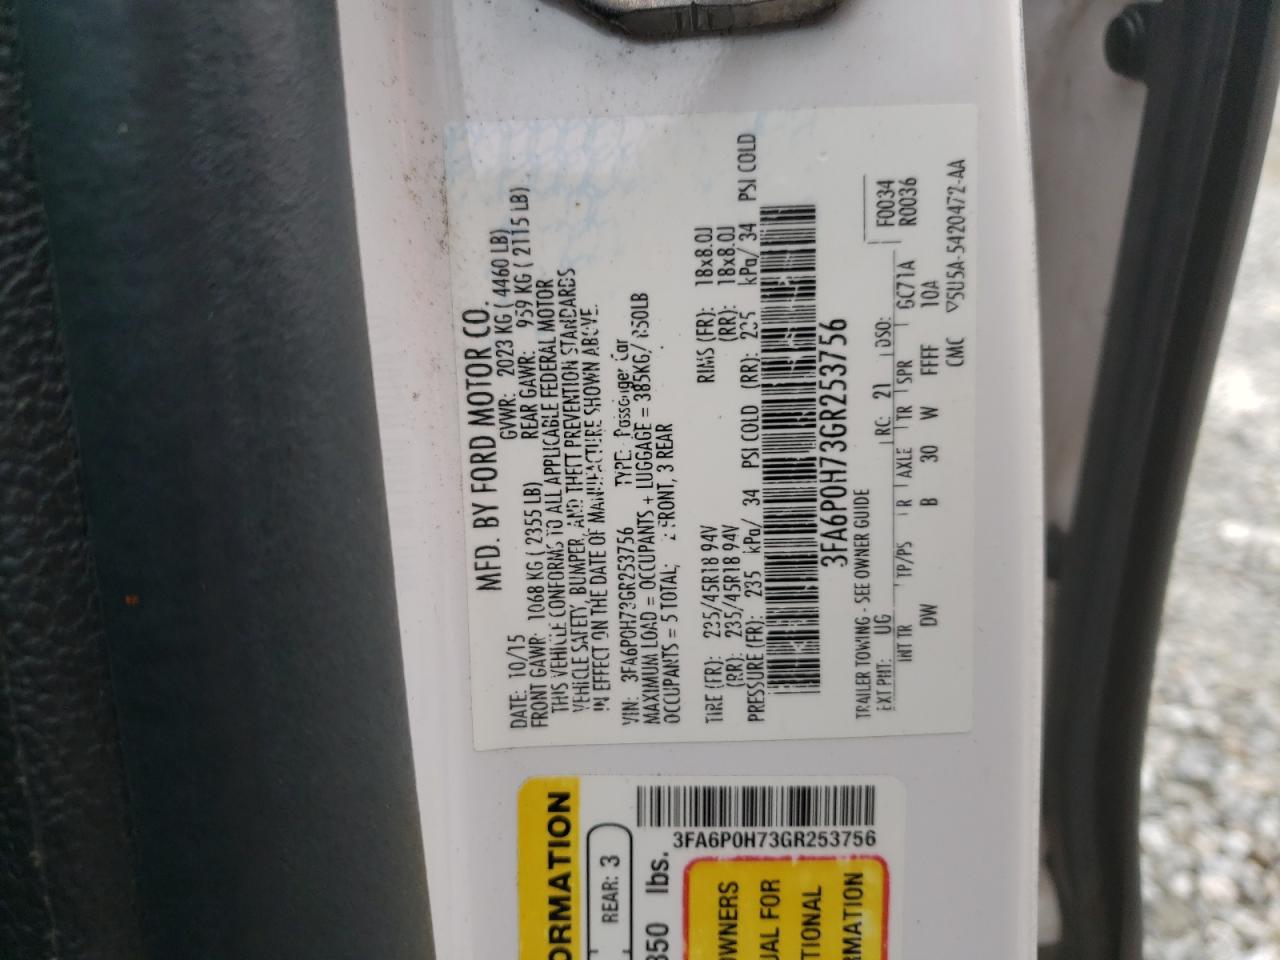 MFD. BY FORD MOTOR CO.
DATE: 10/15 GVWR: 2023 KG ( 4460 LB)
FRONT GAWR: 1068 KG ( 2355 LB) REAR GAWR: 959 KG ( 2115 LB)
THIS VEHICLE CONFORMS TO ALL APPLICABLE FEDERAL MOTOR
VEHICLE SAFETY, BUMPER, AND THEFT PREVENTION STANDARDS
IN EFFECT ON THE DATE OF MANUFACTURE SHOWN ABOVE.
VIN: 3FA6P0H73GR253756 TYPE: Passenger Car
MAXIMUM LOAD = OCCUPANTS + LUGGAGE = 385KG/ 850LB
OCCUPANTS = 5 TOTAL; 2 FRONT, 3 REAR
TIRE (FR): 235/45R18 94V RIMS (FR): 18x8.0J
(RR): 235/45R18 94V (RR): 18x8.0J
PRESSURE (FR): 235 kPa/ 34 PSI COLD (RR): 235 kPa/ 34 PSI COLD
3FA6P0H73GR253756
TRAILER TOWING - SEE OWNER GUIDE
EXT PNT: UG RC: 21 DSO: F0034
INT TR TP/PS R AXLE TR SPR GC71A R0036
DW B 30 W FFFF 10A
CMC ▽5U5A-5420472-AA
3FA6P0H73GR253756
ORMATION
REAR: 3
850 lbs.
OWNERS
UAL FOR
TIONAL
RMATION